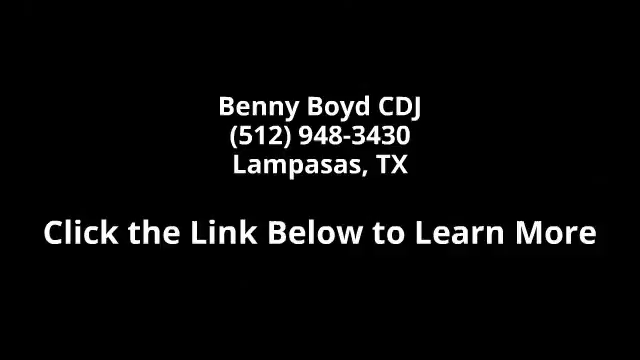 Benny Boyd CDJ
(512) 948-3430
Lampasas, TX
Click the Link Below to Learn More